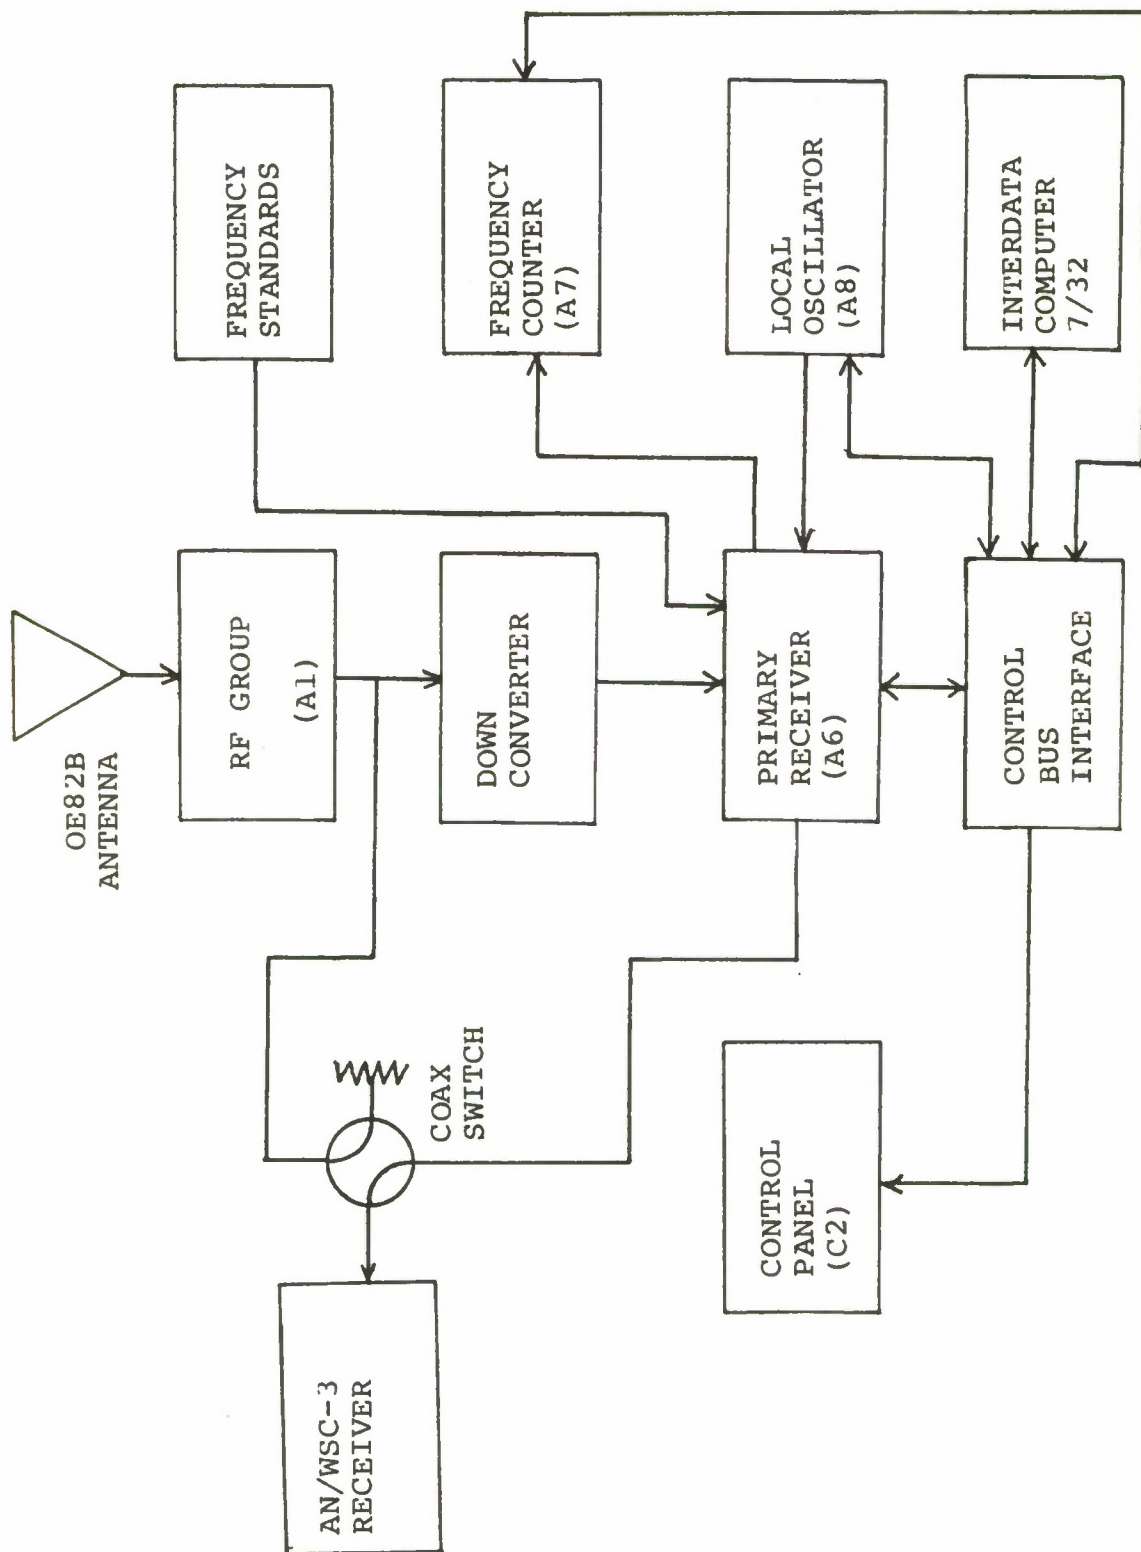 OE82B
ANTENNA
RF GROUP
(A1)
FREQUENCY
STANDARDS
DOWN
CONVERTER
FREQUENCY
COUNTER
(A7)
COAX
SWITCH
AN/WSC-3
RECEIVER
PRIMARY
RECEIVER
(A6)
LOCAL
OSCILLATOR
(A8)
CONTROL
PANEL
(C2)
CONTROL
BUS
INTERFACE
INTERDATA
COMPUTER
7/32